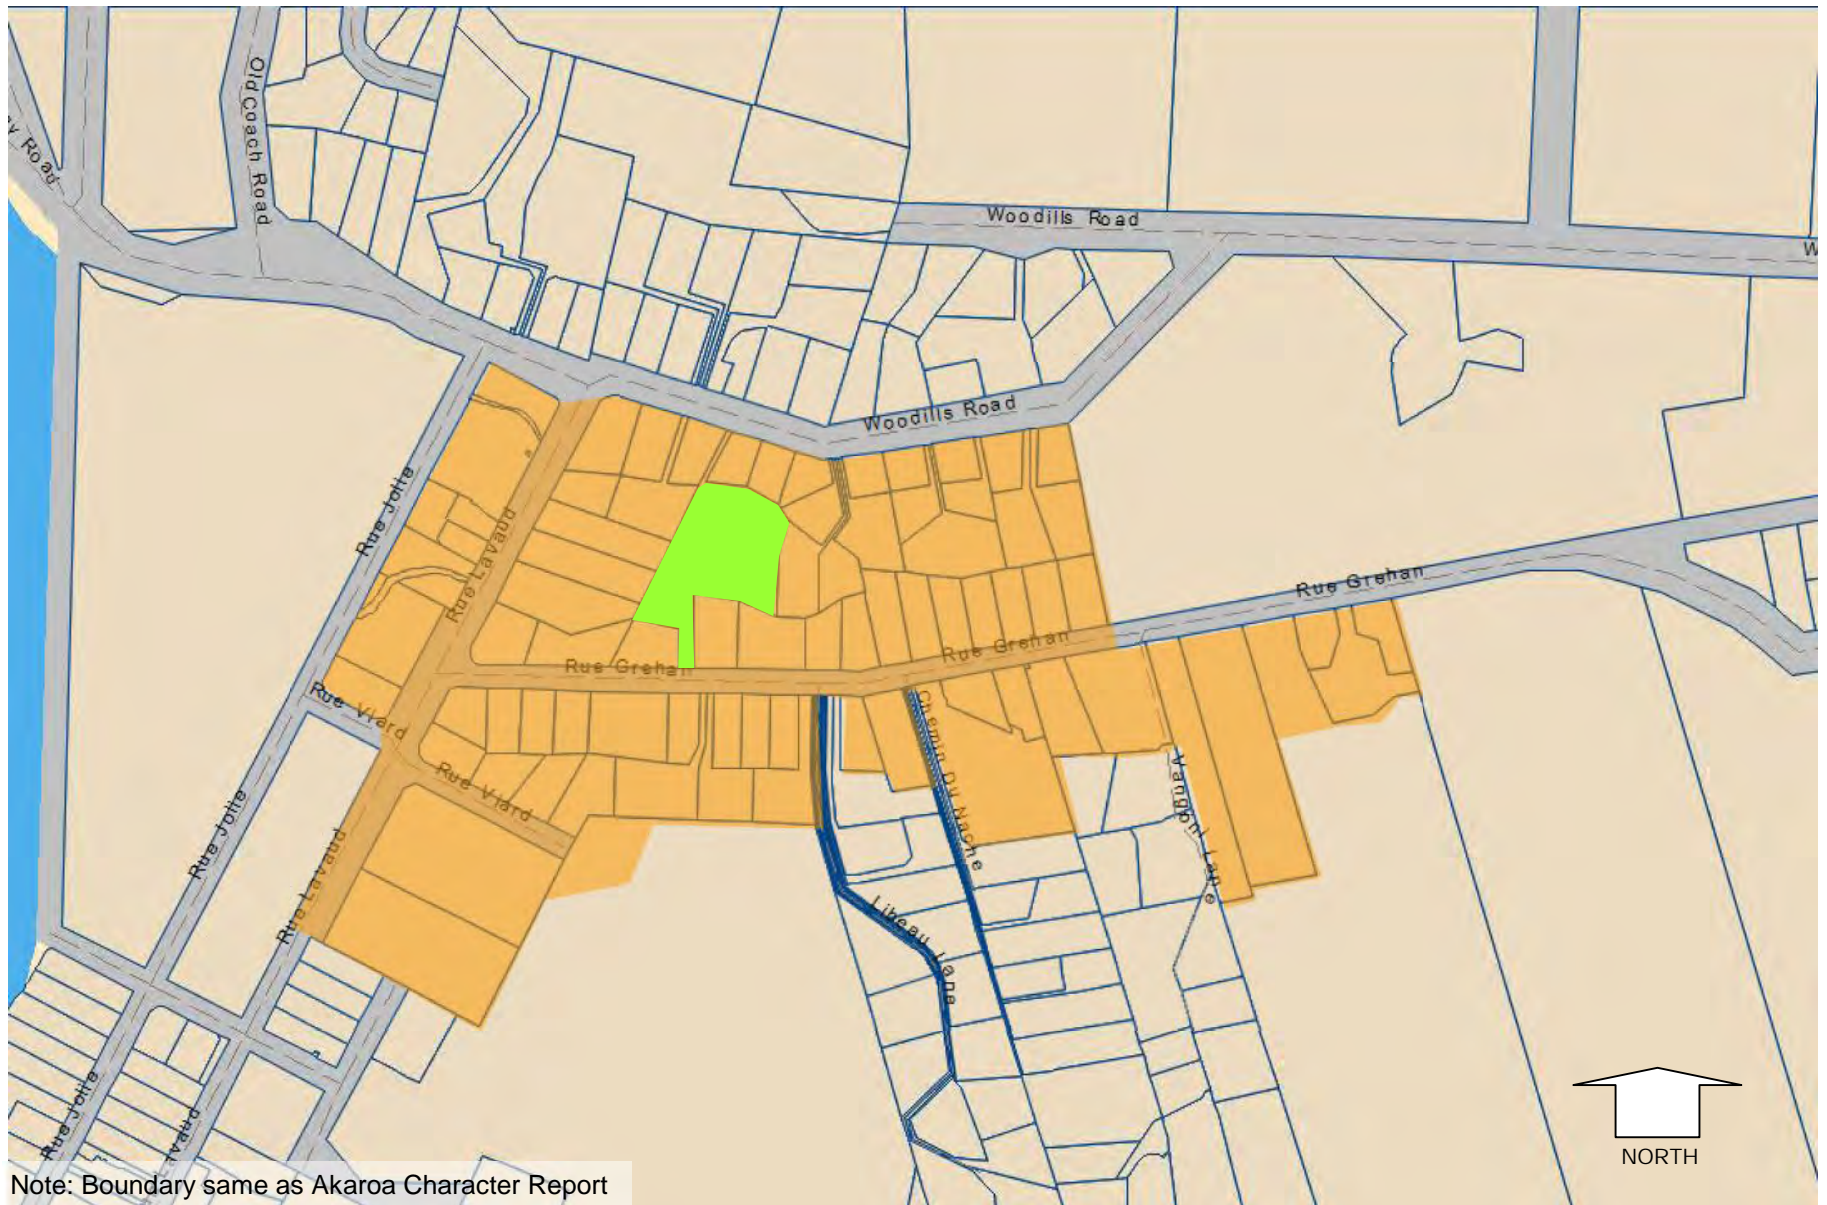 Old Coach Road
Road
Woodills Road
W
Woodills Road
Rue Jolie
Rue Lavaud
Rue Grehan
Rue Grehan
Rue Grehan
Rue Viard
Rue Viard
Chemin Du Nache
Vangoni Lane
Rue Jolie
Rue Lavaud
Libeau Lane
Rue Jolie
Lavaud
NORTH
Note: Boundary same as Akaroa Character Report